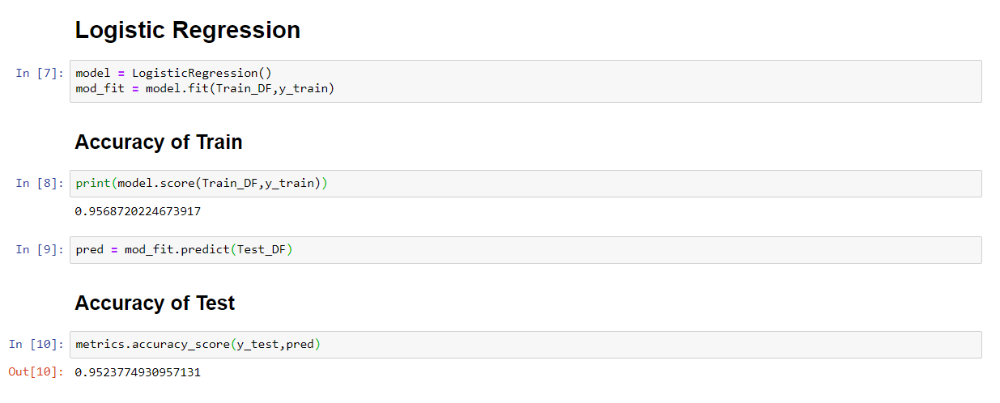 Logistic Regression
In [7]: model = LogisticRegression()
mod_fit = model.fit(Train_DF,y_train)
Accuracy of Train
In [8]: print(model.score(Train_DF,y_train))
0.9568720224673917
In [9]: pred = mod_fit.predict(Test_DF)
Accuracy of Test
In [10]: metrics.accuracy_score(y_test,pred)
Out[10]: 0.9523774930957131